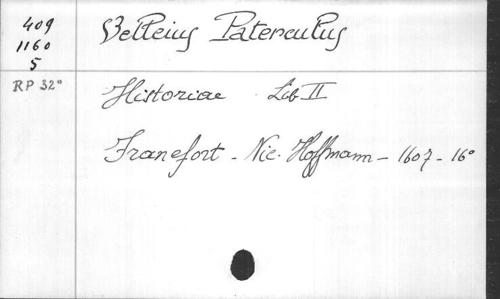 409
1160
5
RP 32°
Velleius Paterculus
Historiae Lib II
Francfort - Nic. Hoffmann - 1607 - 16°